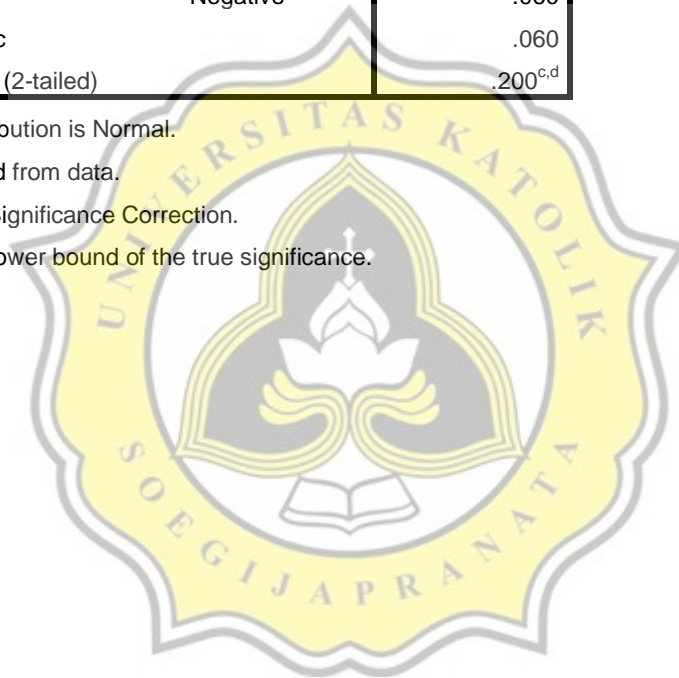 Negative
.060
(2-tailed) .200c,d
bution is Normal.
d from data.
Significance Correction.
ower bound of the true significance.
UNIVERSITAS KATOLIK
SOEGIJAPRANATA